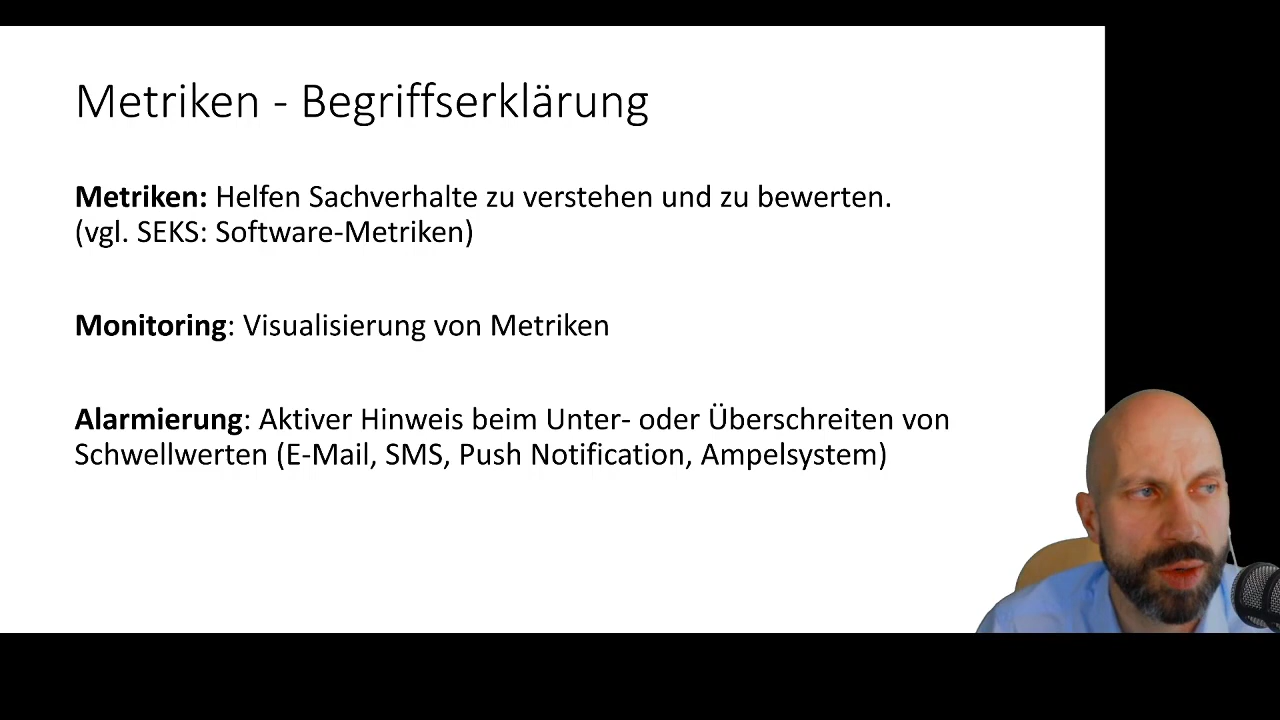 Metriken - Begriffserklärung
Metriken: Helfen Sachverhalte zu verstehen und zu bewerten.
(vgl. SEKS: Software-Metriken)
Monitoring: Visualisierung von Metriken
Alarmierung: Aktiver Hinweis beim Unter- oder Überschreiten von
Schwellwerten (E-Mail, SMS, Push Notification, Ampelsystem)